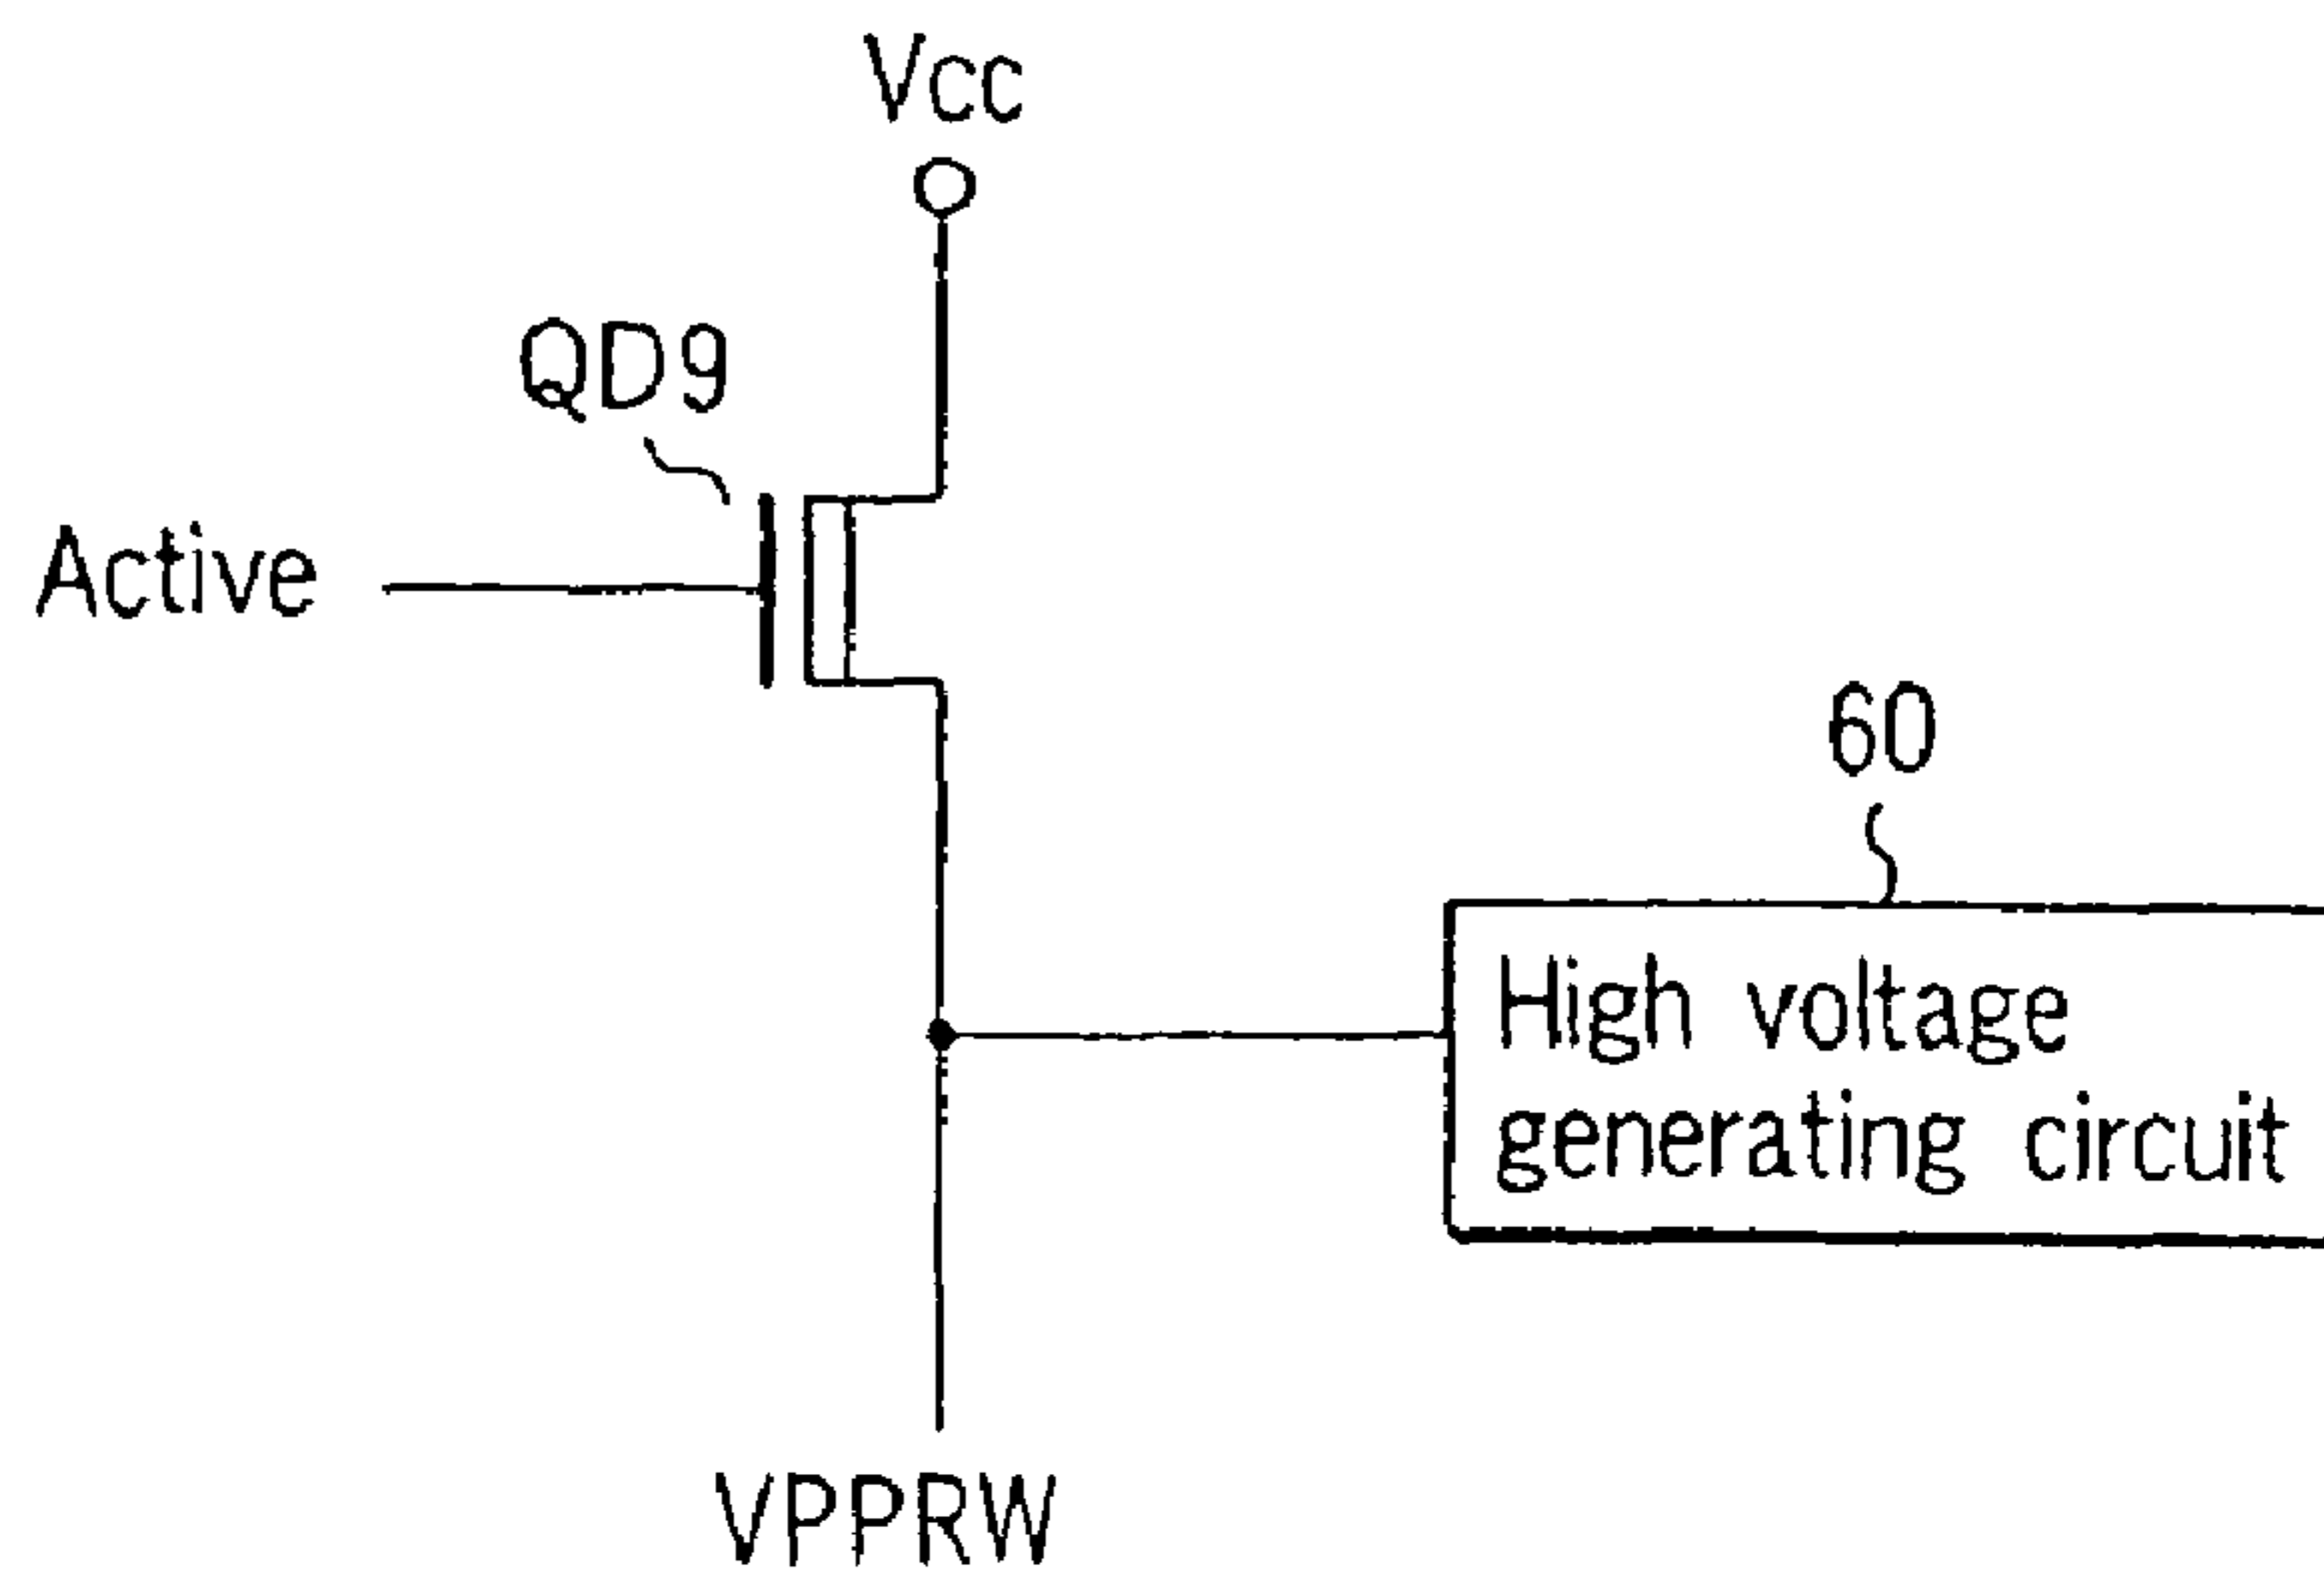 Vcc
QD9
Active
60
High voltage
generating circuit
VPPRW